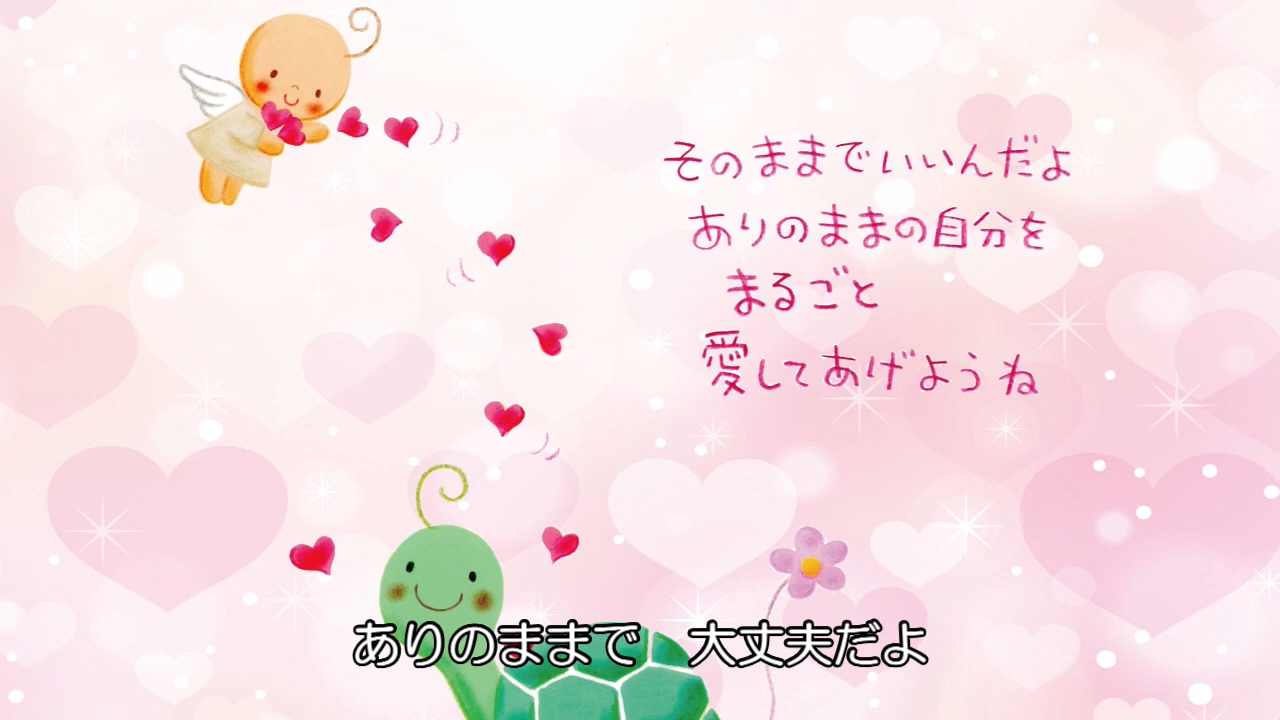 そのままでいいんだよ
ありのままの自分を
まるごと
愛してあげようね
ありのままで　大丈夫だよ